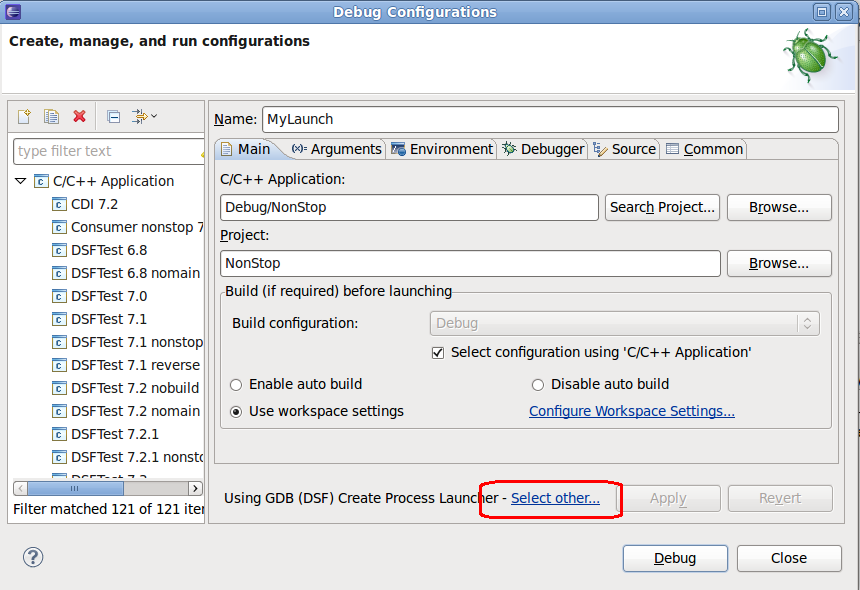 Debug Configurations
Create, manage, and run configurations
type filter text
C/C++ Application
CDI 7.2
Consumer nonstop 7
DSFTest 6.8
DSFTest 6.8 nomain
DSFTest 7.0
DSFTest 7.1
DSFTest 7.1 nonstop
DSFTest 7.1 reverse
DSFTest 7.2 nobuild
DSFTest 7.2 nomain
DSFTest 7.2.1
DSFTest 7.2.1 nonsto
Filter matched 121 of 121 iter
Name: MyLaunch
Main (x)= Arguments Environment Debugger Source Common
C/C++ Application:
Debug/NonStop Search Project... Browse...
Project:
NonStop Browse...
Build (if required) before launching
Build configuration: Debug
Select configuration using 'C/C++ Application'
Enable auto build Disable auto build
Use workspace settings Configure Workspace Settings...
Using GDB (DSF) Create Process Launcher - Select other... Apply Revert
? Debug Close